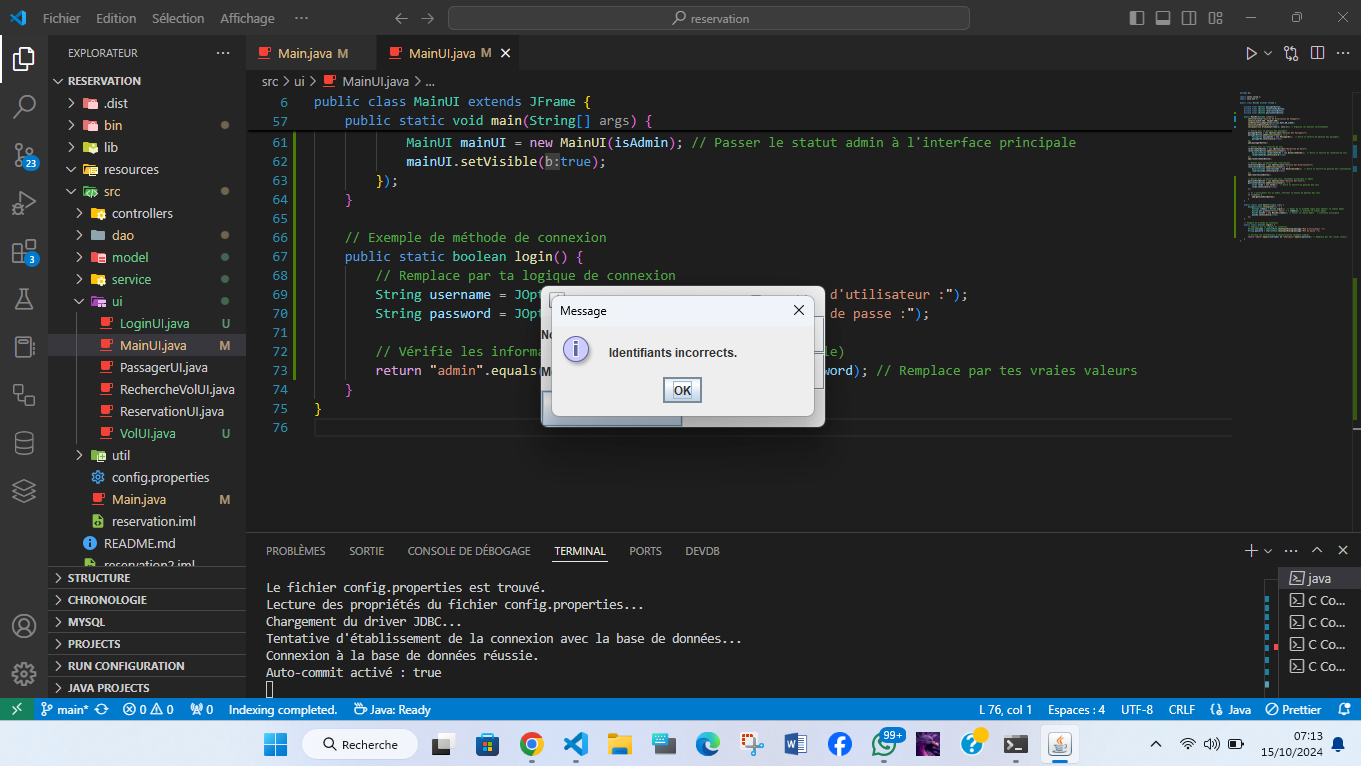 Fichier Edition Sélection Affichage ··· reservation
EXPLORATEUR ···
Main.java M MainUI.java M
RESERVATION
src > ui > MainUI.java > ...
.dist
bin
lib
resources
src
controllers
dao
model
service
ui
LoginUI.java U
MainUI.java M
PassagerUI.java
RechercheVolUI.java
ReservationUI.java
VolUI.java U
util
config.properties
Main.java M
reservation.iml
README.md
reservation2.iml
STRUCTURE
CHRONOLOGIE
MYSQL
PROJECTS
RUN CONFIGURATION
JAVA PROJECTS
23
3
6 public class MainUI extends JFrame {
57 public static void main(String[] args) {
61 MainUI mainUI = new MainUI(isAdmin); // Passer le statut admin à l'interface principale
62 mainUI.setVisible(b:true);
63 });
64 }
65
66 // Exemple de méthode de connexion
67 public static boolean login() {
68 // Remplace par ta logique de connexion
69 String username = JOpt d'utilisateur :");
70 String password = JOpt de passe :");
71
72 // Vérifie les informa le)
73 return "admin".equals word); // Remplace par tes vraies valeurs
74 }
75 }
76
Message
Identifiants incorrects.
OK
PROBLÈMES SORTIE CONSOLE DE DÉBOGAGE TERMINAL PORTS DEVDB
Le fichier config.properties est trouvé.
Lecture des propriétés du fichier config.properties...
Chargement du driver JDBC...
Tentative d'établissement de la connexion avec la base de données...
Connexion à la base de données réussie.
Auto-commit activé : true
java
C Co...
C Co...
C Co...
C Co...
main* 0 0 0 Indexing completed. Java: Ready L 76, col 1 Espaces : 4 UTF-8 CRLF Java Prettier
Recherche
99+
07:13
15/10/2024